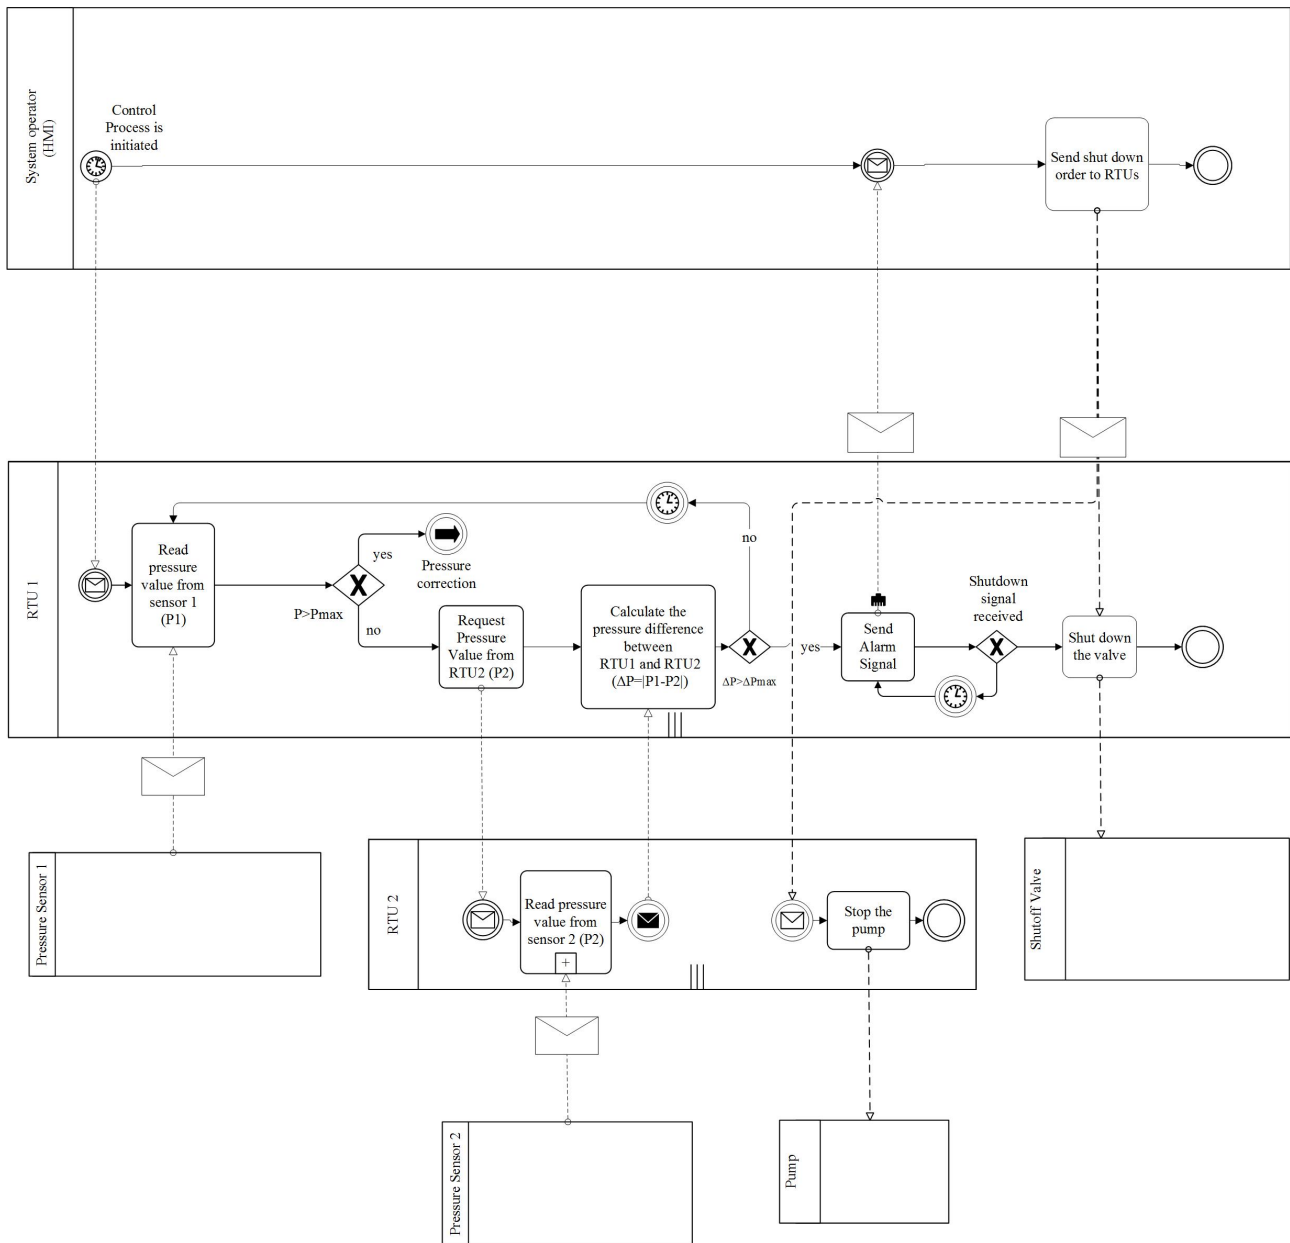 System operator
(HMI)
Control
Process is
initiated
Send shut down
order to RTUs
RTU 1
Read
pressure
value from
sensor 1
(P1)
P>Pmax
yes
no
Pressure
correction
Request
Pressure
Value from
RTU2 (P2)
Calculate the
pressure difference
between
RTU1 and RTU2
(ΔP=|P1-P2|)
no
ΔP>ΔPmax
yes
Send
Alarm
Signal
Shutdown
signal
received
Shut down
the valve
Pressure Sensor 1
RTU 2
Read pressure
value from
sensor 2 (P2)
Stop the
pump
Shutoff Valve
Pressure Sensor 2
Pump